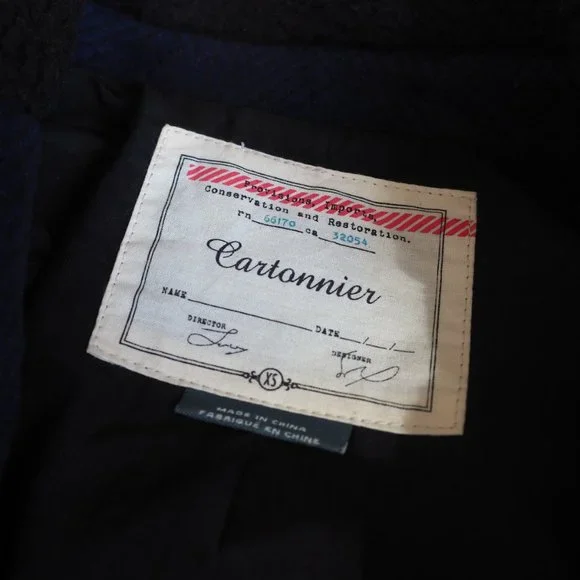 Provisions, Imports,
Conservation and Restoration.
rn 66170 ca 32054
Cartonnier
NAME DATE / /
DIRECTOR DESIGNER
XS
MADE IN CHINA
FABRIQUÉ EN CHINE